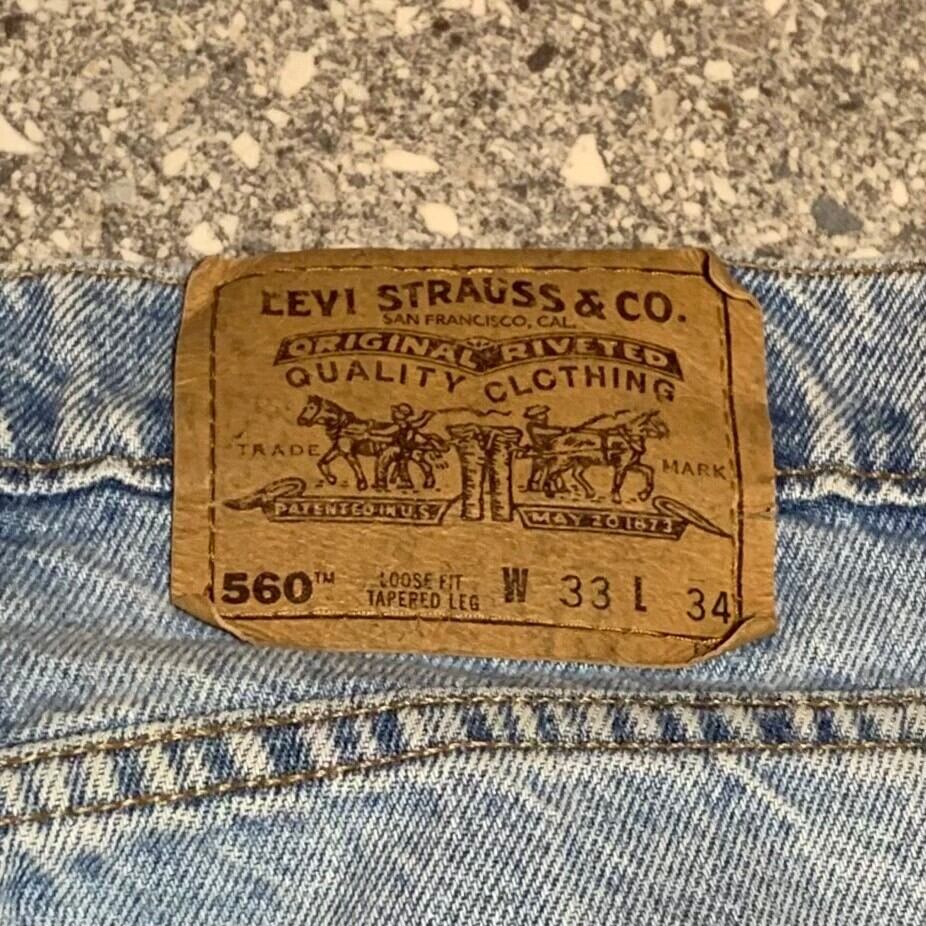 LEVI STRAUSS & CO.
SAN FRANCISCO, CAL.
ORIGINAL RIVETED
QUALITY CLOTHING
TRADE MARK
PATENTED IN U.S. MAY 20 1873
560™ LOOSE FIT W 33 L 34
TAPERED LEG